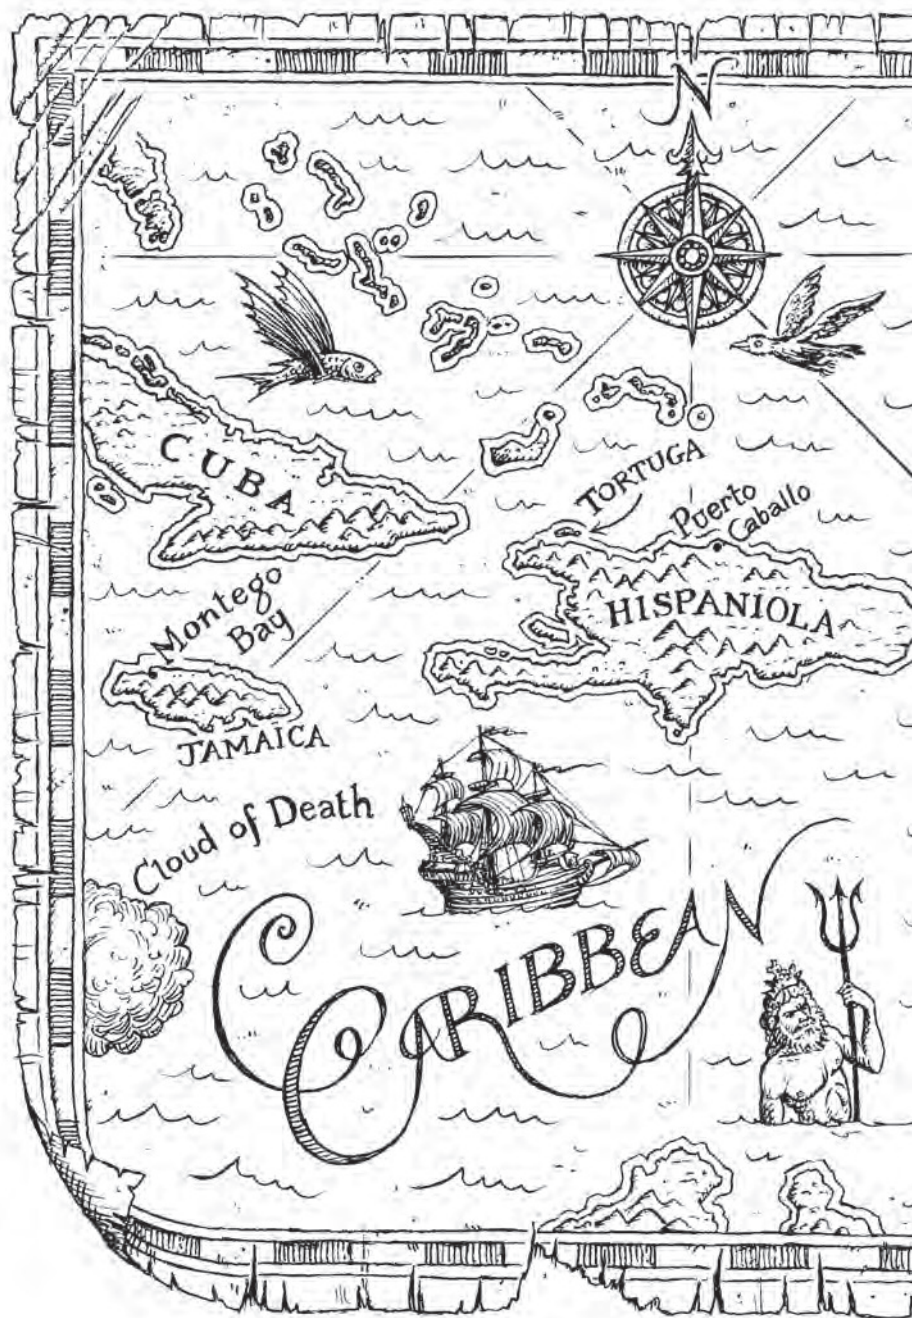 N
CUBA
TORTUGA
Puerto
Caballo
HISPANIOLA
Montego
Bay
JAMAICA
Cloud of Death
CARIBBEAN